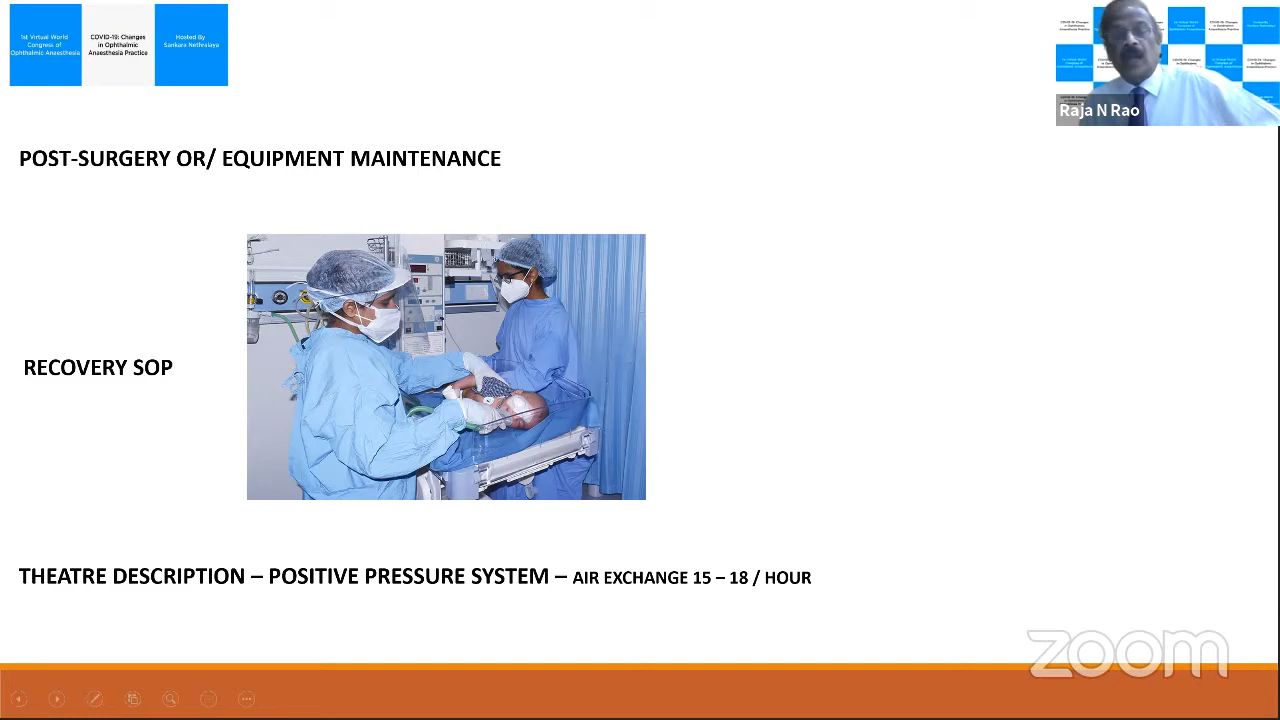 1st Virtual World
Congress of
Ophthalmic Anaesthesia
COVID-19: Changes
in Ophthalmic
Anaesthesia Practice
Hosted By
Sankara Nethralaya
Raja N Rao
POST-SURGERY OR/ EQUIPMENT MAINTENANCE
RECOVERY SOP
THEATRE DESCRIPTION – POSITIVE PRESSURE SYSTEM – AIR EXCHANGE 15 – 18 / HOUR
zoom